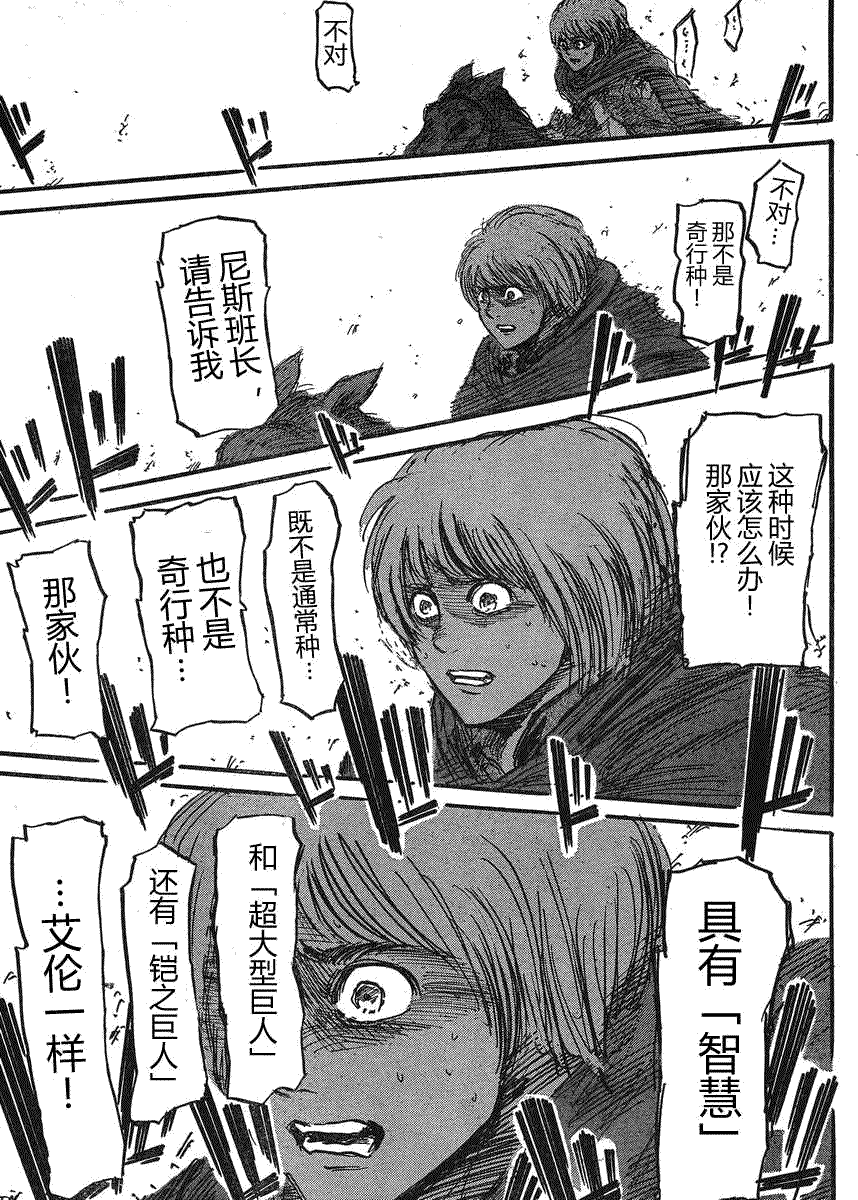 …
…
不对
不对…
那不是
奇行种！
尼斯班长，
请告诉我
这种时候
应该怎么办！
那家伙!?
既不是通常种…
也不是
奇行种…
那家伙！
具有「智慧」
和「超大型巨人」
还有「铠之巨人」
…艾伦一样！